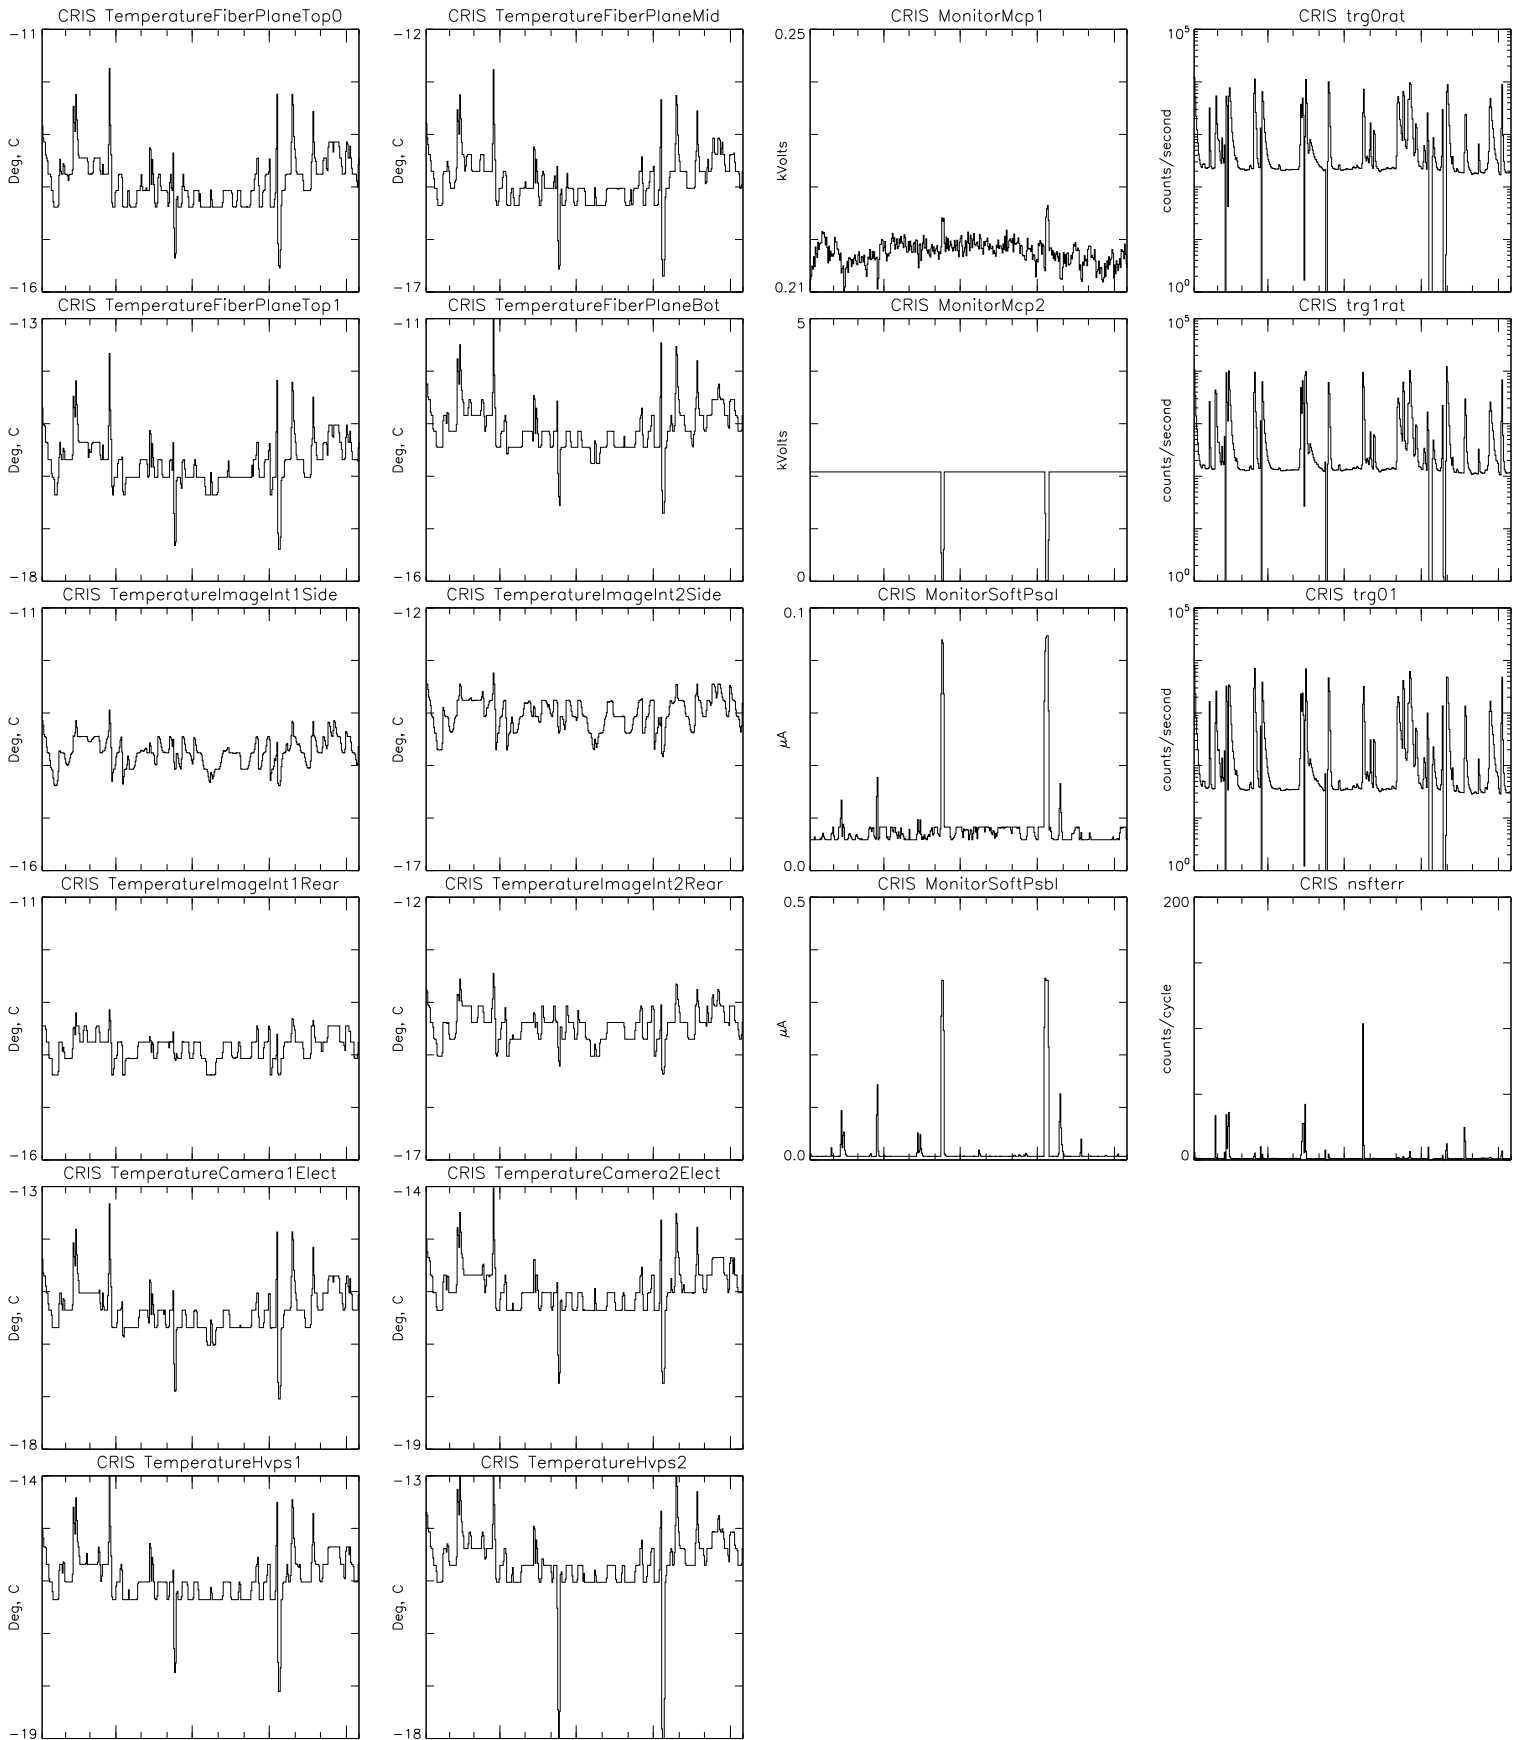 CRIS TemperatureFiberPlaneTop0
-11
Deg, C
-16
CRIS TemperatureFiberPlaneMid
-12
Deg, C
-17
CRIS MonitorMcp1
0.25
kVolts
0.21
CRIS trg0rat
10⁵
counts/second
10⁰
CRIS TemperatureFiberPlaneTop1
-13
Deg, C
-18
CRIS TemperatureFiberPlaneBot
-11
Deg, C
-16
CRIS MonitorMcp2
5
kVolts
0
CRIS trg1rat
10⁵
counts/second
10⁰
CRIS TemperatureImageInt1Side
-11
Deg, C
-16
CRIS TemperatureImageInt2Side
-12
Deg, C
-17
CRIS MonitorSoftPsaI
0.1
μA
0.0
CRIS trg01
10⁵
counts/second
10⁰
CRIS TemperatureImageInt1Rear
-11
Deg, C
-16
CRIS TemperatureImageInt2Rear
-12
Deg, C
-17
CRIS MonitorSoftPsbI
0.5
μA
0.0
CRIS nsfterr
200
counts/cycle
0
CRIS TemperatureCamera1Elect
-13
Deg, C
-18
CRIS TemperatureCamera2Elect
-14
Deg, C
-19
CRIS TemperatureHvps1
-14
Deg, C
-19
CRIS TemperatureHvps2
-13
Deg, C
-18